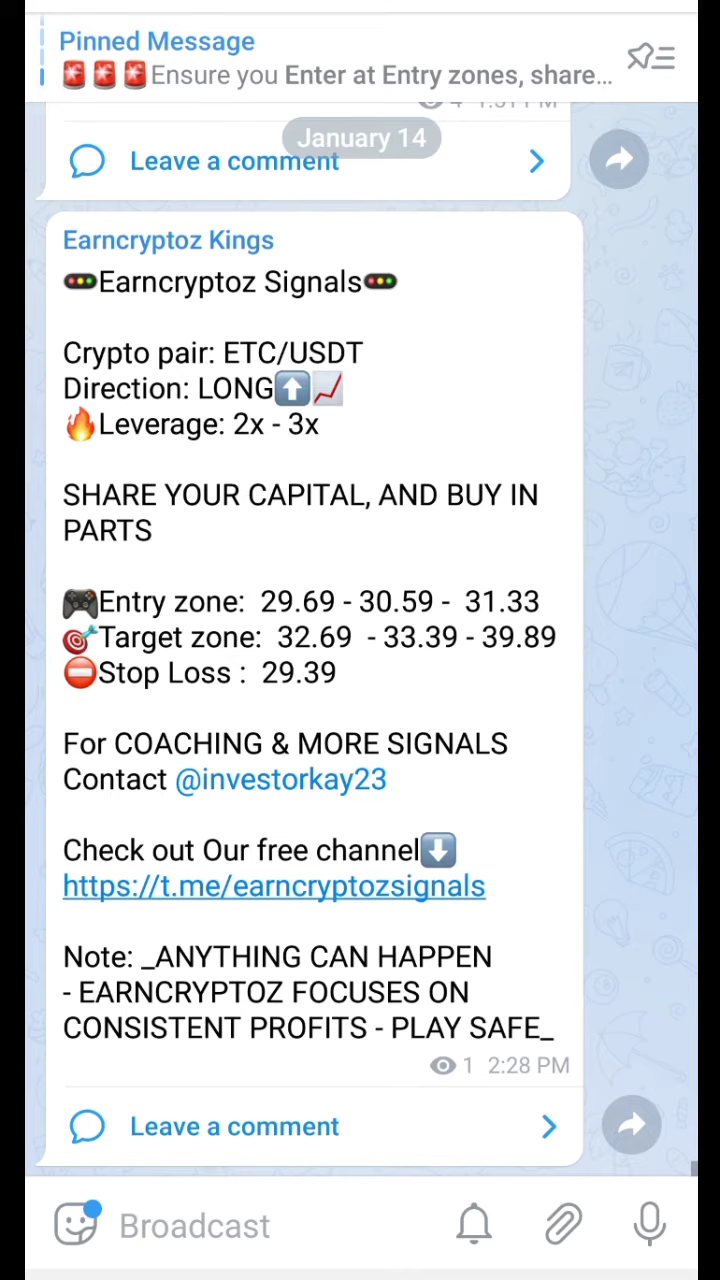 Pinned Message
🚨🚨🚨Ensure you Enter at Entry zones, share...
January 14
Leave a comment
Earncryptoz Kings
🚥Earncryptoz Signals🚥
Crypto pair: ETC/USDT
Direction: LONG⬆️📈
🔥Leverage: 2x - 3x
SHARE YOUR CAPITAL, AND BUY IN
PARTS
🎮Entry zone:  29.69 - 30.59 -  31.33
🎯Target zone:  32.69  - 33.39 - 39.89
⛔Stop Loss :  29.39
For COACHING & MORE SIGNALS
Contact @investorkay23
Check out Our free channel⬇️
https://t.me/earncryptozsignals
Note: _ANYTHING CAN HAPPEN
- EARNCRYPTOZ FOCUSES ON
CONSISTENT PROFITS - PLAY SAFE_
1 2:28 PM
Leave a comment
Broadcast